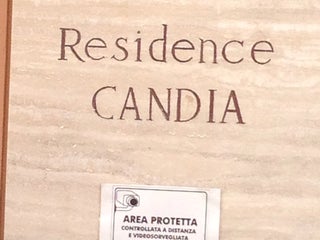 Residence
CANDIA
AREA PROTETTA
CONTROLLATA A DISTANZA
E VIDEOSORVEGLIATA